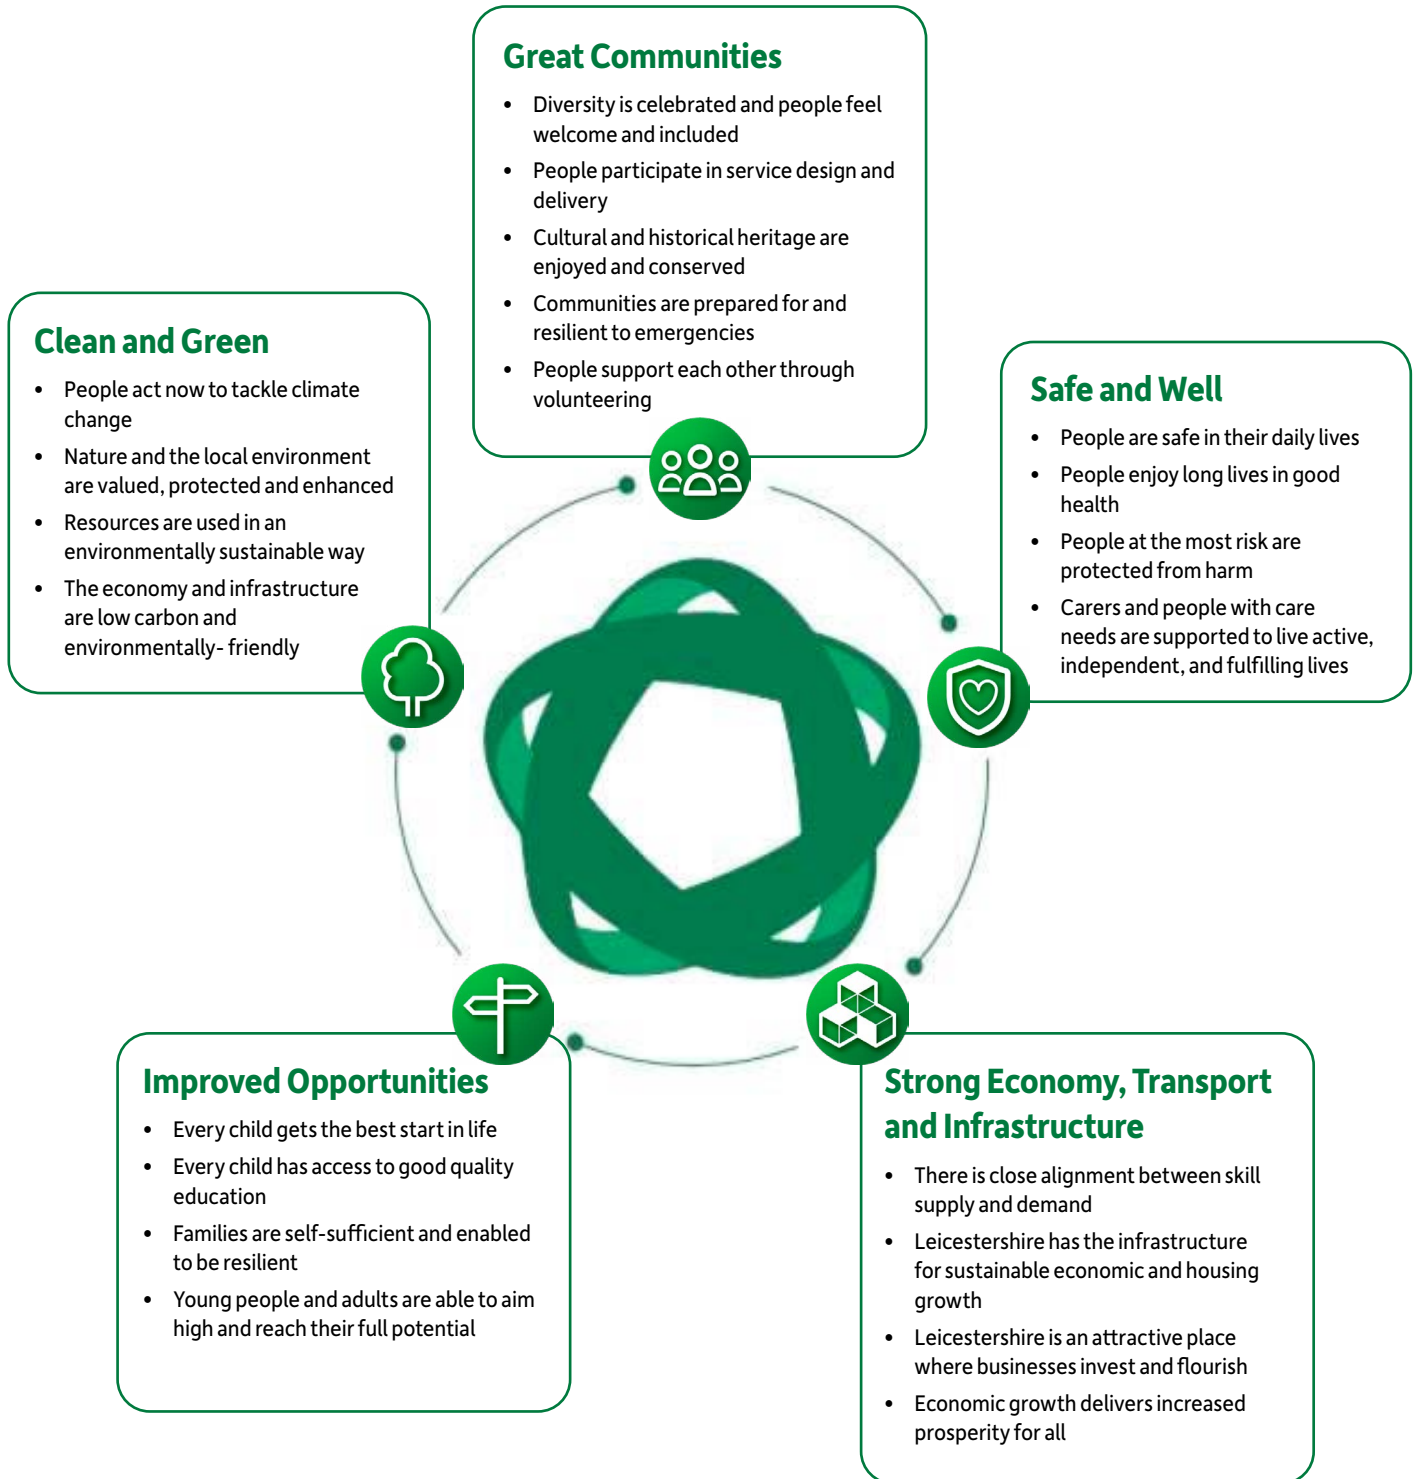 Great Communities
• Diversity is celebrated and people feel
welcome and included
• People participate in service design and
delivery
• Cultural and historical heritage are
enjoyed and conserved
• Communities are prepared for and
resilient to emergencies
• People support each other through
volunteering
Clean and Green
• People act now to tackle climate
change
• Nature and the local environment
are valued, protected and enhanced
• Resources are used in an
environmentally sustainable way
• The economy and infrastructure
are low carbon and
environmentally- friendly
Safe and Well
• People are safe in their daily lives
• People enjoy long lives in good
health
• People at the most risk are
protected from harm
• Carers and people with care
needs are supported to live active,
independent, and fulfilling lives
Improved Opportunities
• Every child gets the best start in life
• Every child has access to good quality
education
• Families are self-sufficient and enabled
to be resilient
• Young people and adults are able to aim
high and reach their full potential
Strong Economy, Transport
and Infrastructure
• There is close alignment between skill
supply and demand
• Leicestershire has the infrastructure
for sustainable economic and housing
growth
• Leicestershire is an attractive place
where businesses invest and flourish
• Economic growth delivers increased
prosperity for all